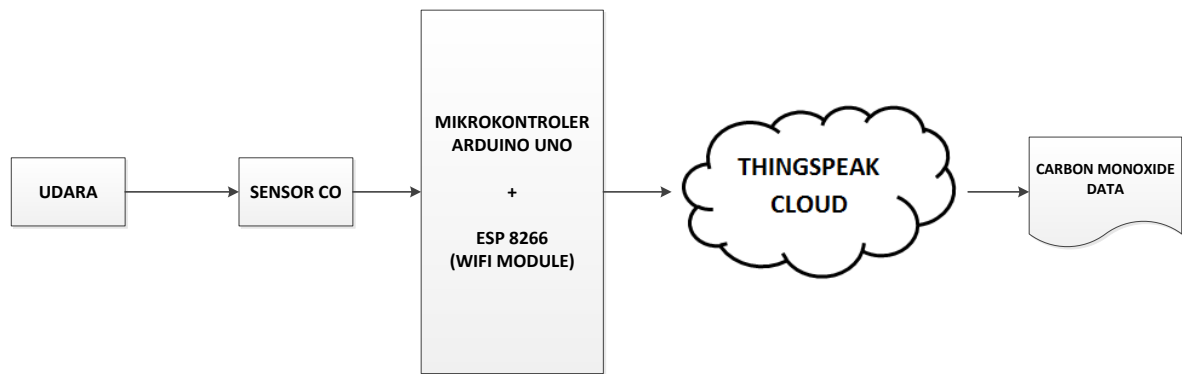 UDARA
SENSOR CO
MIKROKONTROLER
ARDUINO UNO
+
ESP 8266
(WIFI MODULE)
THINGSPEAK
CLOUD
CARBON MONOXIDE
DATA